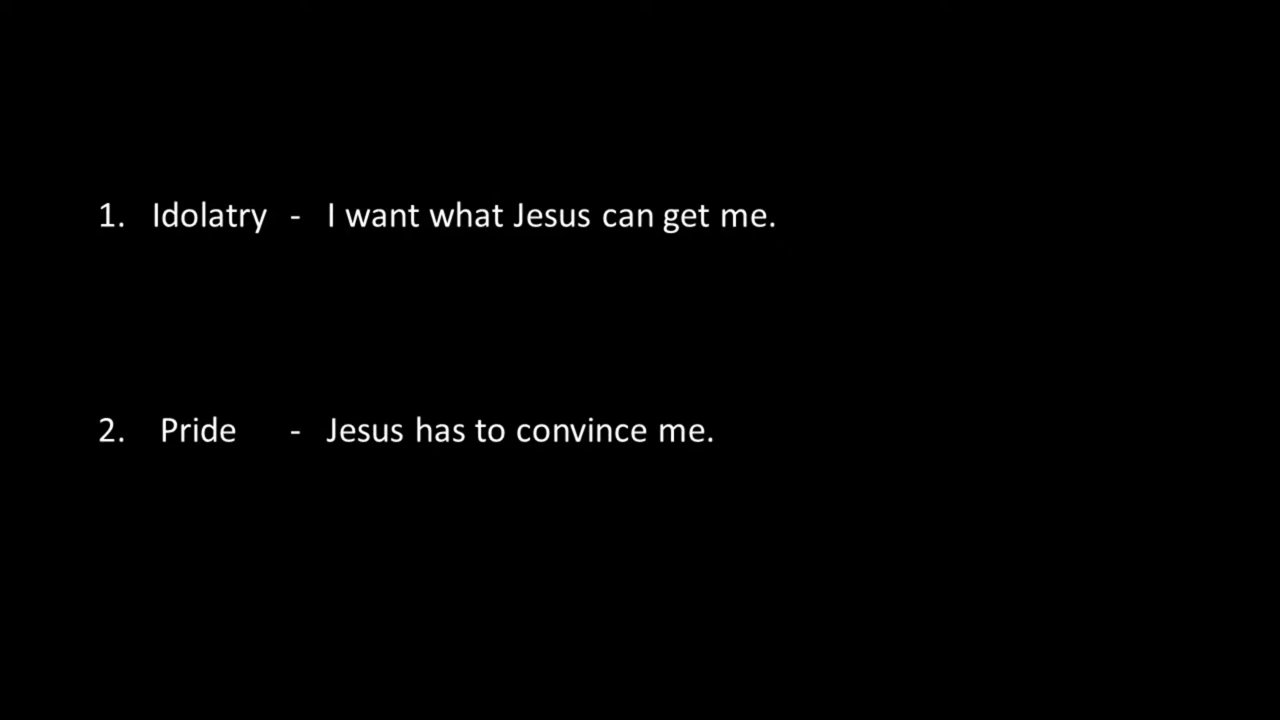 1. Idolatry - I want what Jesus can get me.
2. Pride - Jesus has to convince me.